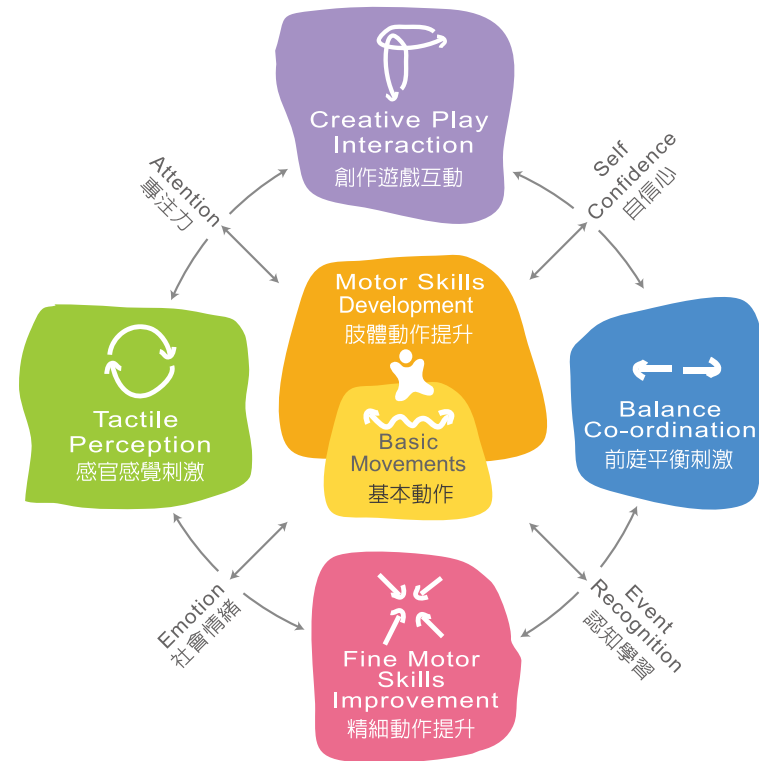 Creative Play
Interaction
創作遊戲互動
Attention
專注力
Self
Confidence
自信心
Motor Skills
Development
肢體動作提升
Tactile
Perception
感官感覺刺激
Basic
Movements
基本動作
Balance
Co-ordination
前庭平衡刺激
Emotion
社會情緒
Event
Recognition
認知學習
Fine Motor
Skills
Improvement
精細動作提升